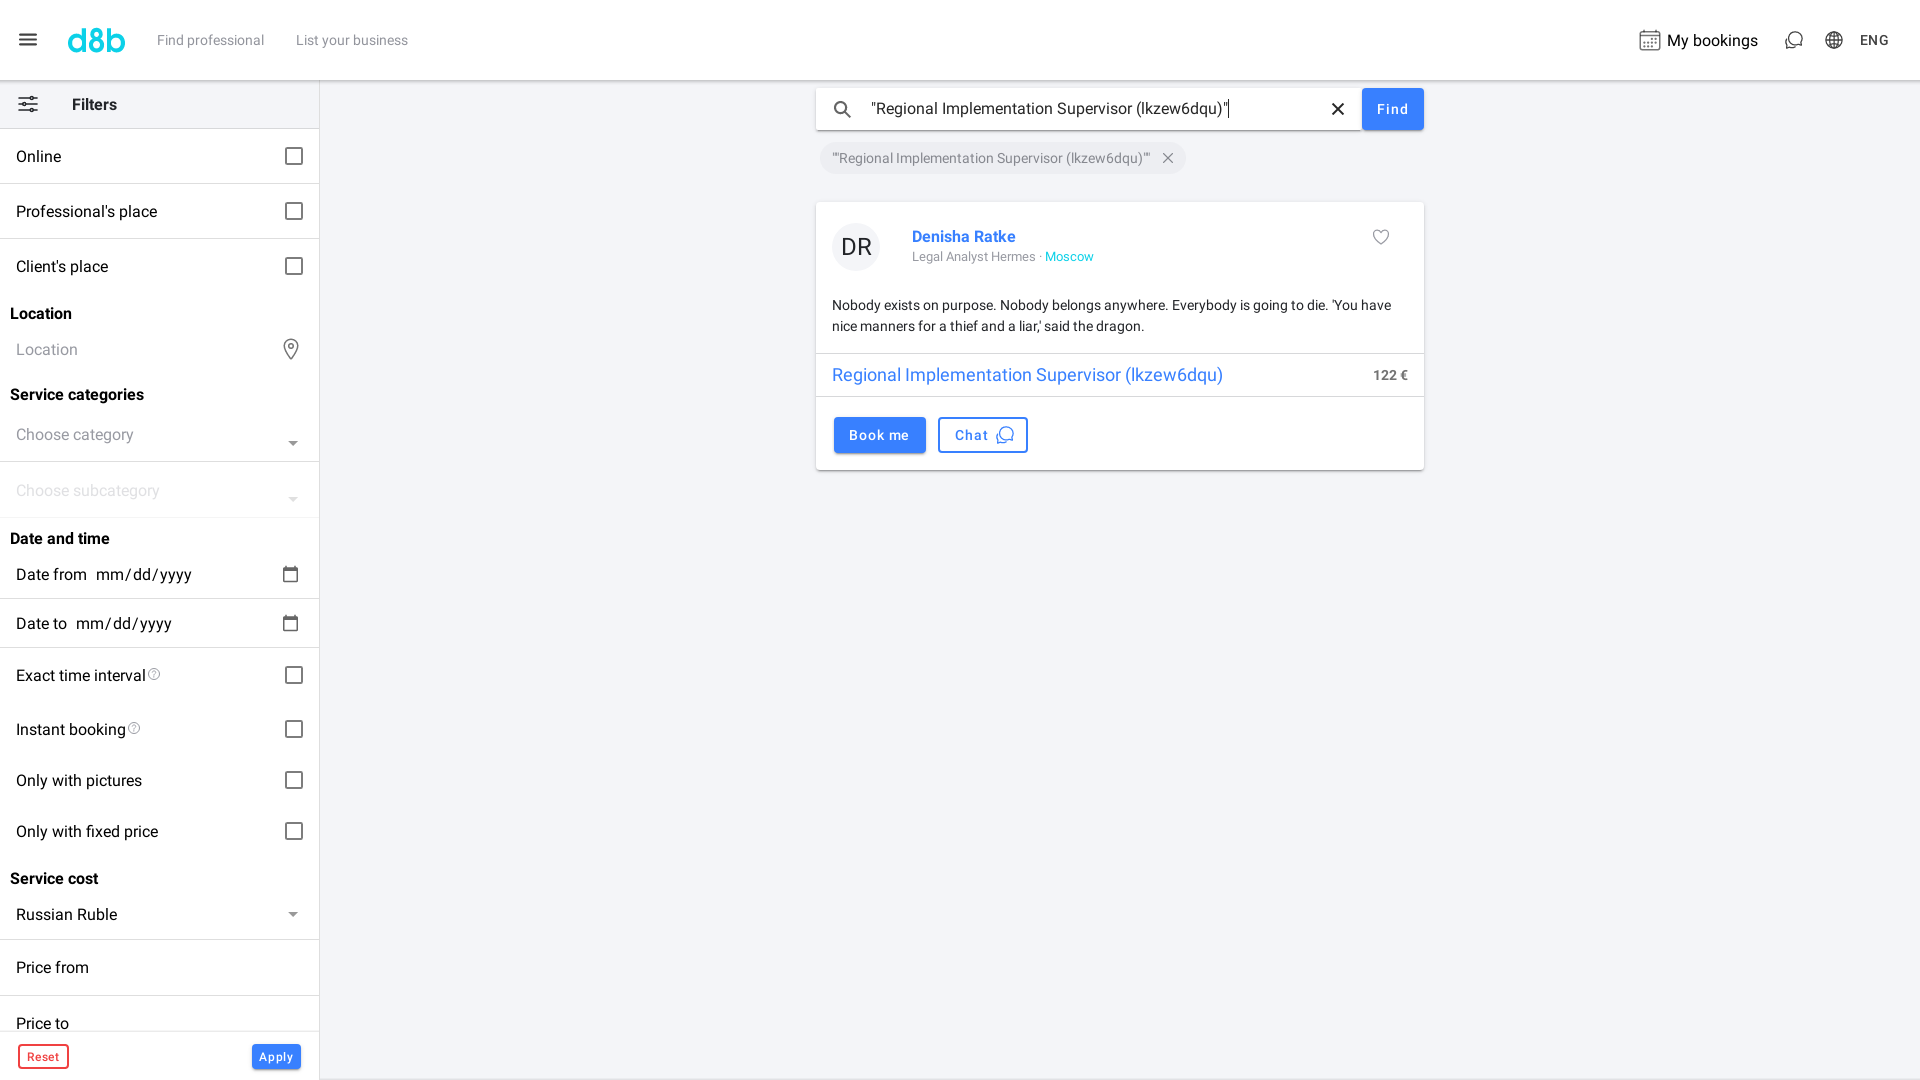 d8b
Find professional
List your business
My bookings
ENG
Filters
Online
Professional's place
Client's place
Location
Location
Service categories
Choose category
Choose subcategory
Date and time
Date from mm/dd/yyyy
Date to mm/dd/yyyy
Exact time interval
Instant booking
Only with pictures
Only with fixed price
Service cost
Russian Ruble
Price from
Price to
Reset
Apply
"Regional Implementation Supervisor (lkzew6dqu)"
Find
""Regional Implementation Supervisor (lkzew6dqu)""
DR
Denisha Ratke
Legal Analyst Hermes · Moscow
Nobody exists on purpose. Nobody belongs anywhere. Everybody is going to die. 'You have
nice manners for a thief and a liar,' said the dragon.
Regional Implementation Supervisor (lkzew6dqu)
122 €
Book me
Chat